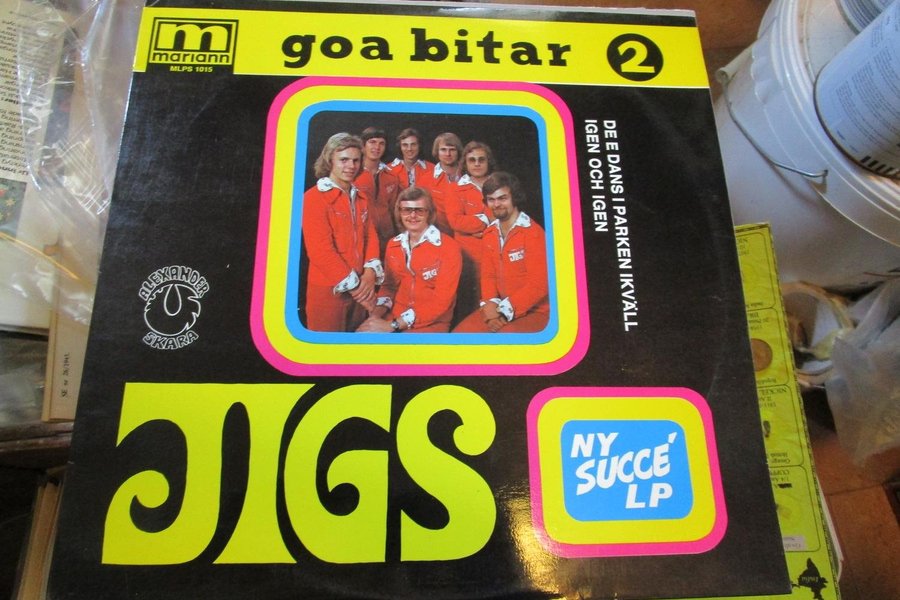 mariann
MLPS 1015
goa bitar 2
DE E DANS I PARKEN IKVÄLL
IGEN OCH IGEN
JIGS
ALEXANDER
SKARA
JIGS
NY
SUCCÉ
LP